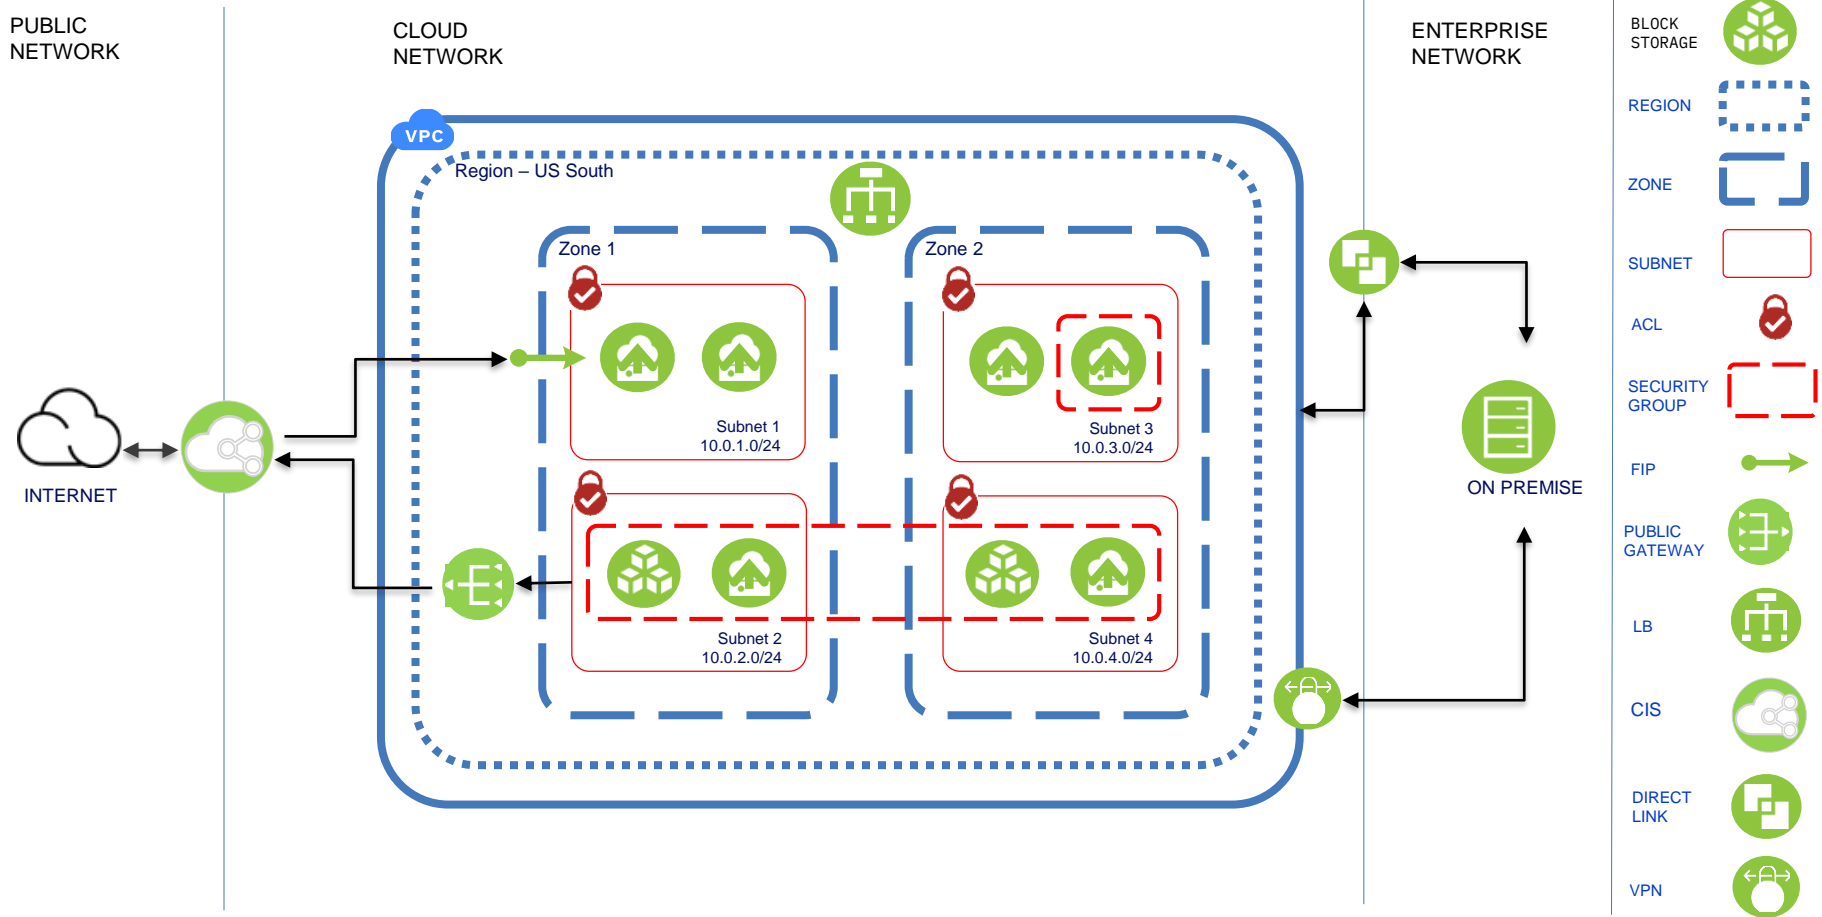 PUBLIC
NETWORK
CLOUD
NETWORK
ENTERPRISE
NETWORK
VPC
Region – US South
Zone 1
Zone 2
Subnet 1
10.0.1.0/24
Subnet 3
10.0.3.0/24
Subnet 2
10.0.2.0/24
Subnet 4
10.0.4.0/24
INTERNET
ON PREMISE
BLOCK
STORAGE
REGION
ZONE
SUBNET
ACL
SECURITY
GROUP
FIP
PUBLIC
GATEWAY
LB
CIS
DIRECT
LINK
VPN